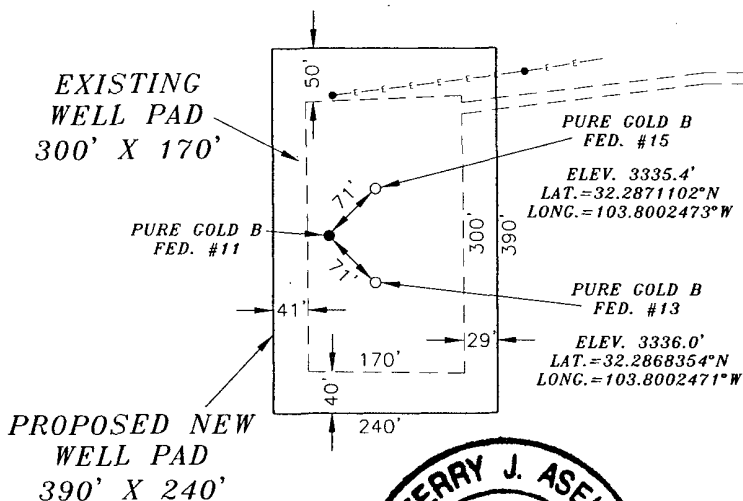 EXISTING
WELL PAD
300' X 170'
50'
E E E E E
PURE GOLD B
FED. #15
ELEV. 3335.4'
LAT.=32.2871102°N
LONG.=103.8002473°W
71'
PURE GOLD B
FED. #11
300'
390'
71'
PURE GOLD B
FED. #13
41'
29'
ELEV. 3336.0'
LAT.=32.2868354°N
LONG.=103.8002471°W
170'
40'
240'
PROPOSED NEW
WELL PAD
390' X 240'
ERRY J. ASE